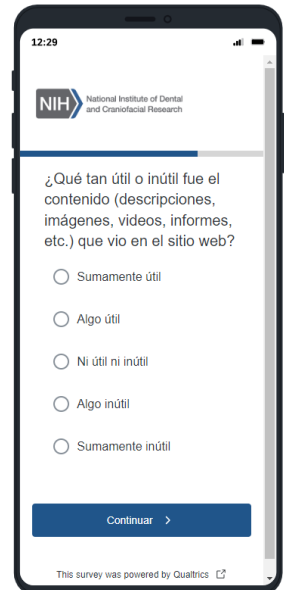 12:29
NIH
National Institute of Dental
and Craniofacial Research
¿Qué tan útil o inútil fue el
contenido (descripciones,
imágenes, videos, informes,
etc.) que vio en el sitio web?
Sumamente útil
Algo útil
Ni útil ni inútil
Algo inútil
Sumamente inútil
Continuar
This survey was powered by Qualtrics